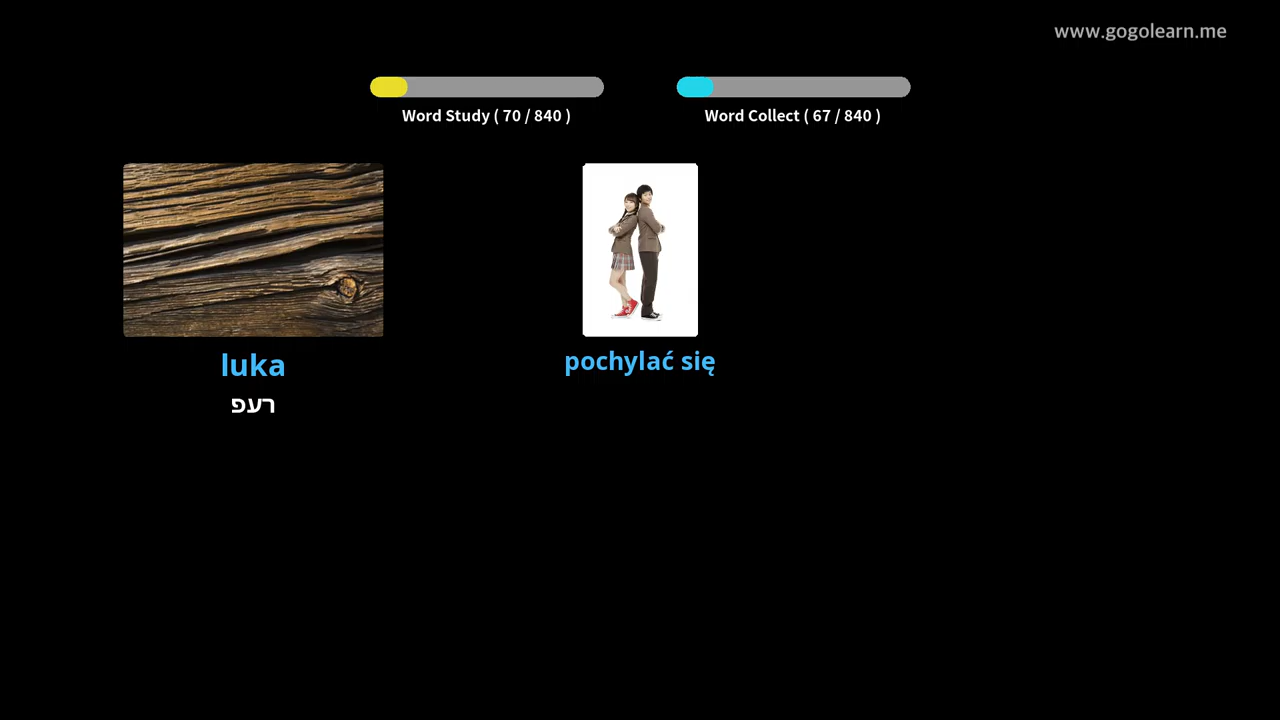 www.gogolearn.me
Word Study ( 70 / 840 )
Word Collect ( 67 / 840 )
luka
רעפ
pochylać się